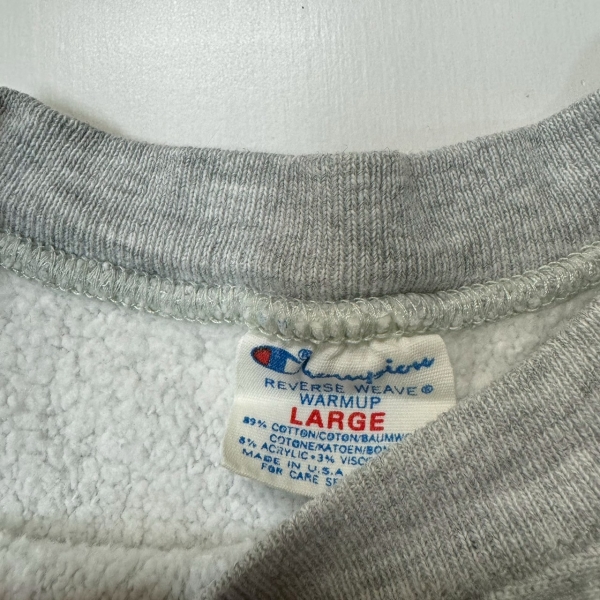 Champion
REVERSE WEAVE®
WARMUP
LARGE
89% COTTON/COTON/BAUMW
COTONE/KATOEN/BOM
8% ACRYLIC • 3% VISC
MADE IN U.S.A
FOR CARE SE